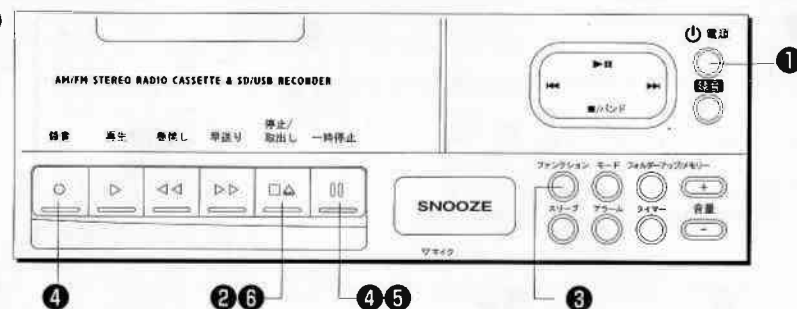 電源
❶
録音
▶II
⏮ ⏭
■/バンド
AM/FM STEREO RADIO CASSETTE & SD/USB RECORDER
録音 再生 巻戻し 早送り 停止/取出し 一時停止
SNOOZE
ファンクション モード フォルダーアップ/メモリー
+
スリープ アラーム タイマー 音量
−
▽マイク
❹ ❷❻ ❹❺ ❸